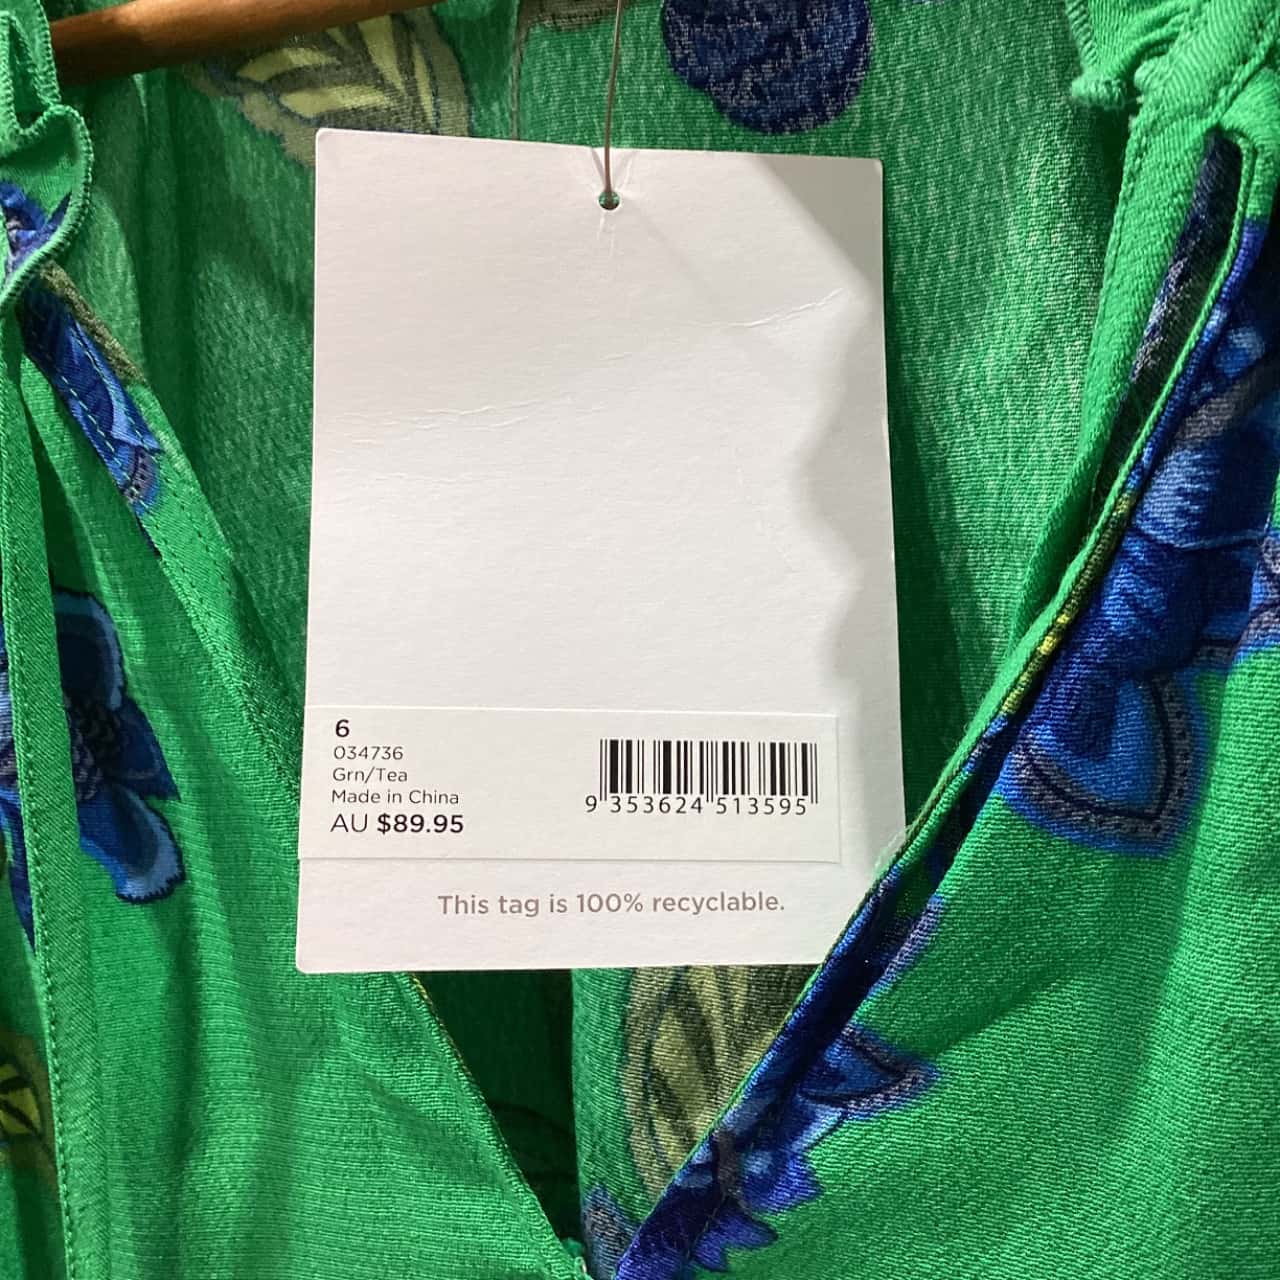 6
034736
Grn/Tea
Made in China
AU $89.95
9 353624 513595
This tag is 100% recyclable.